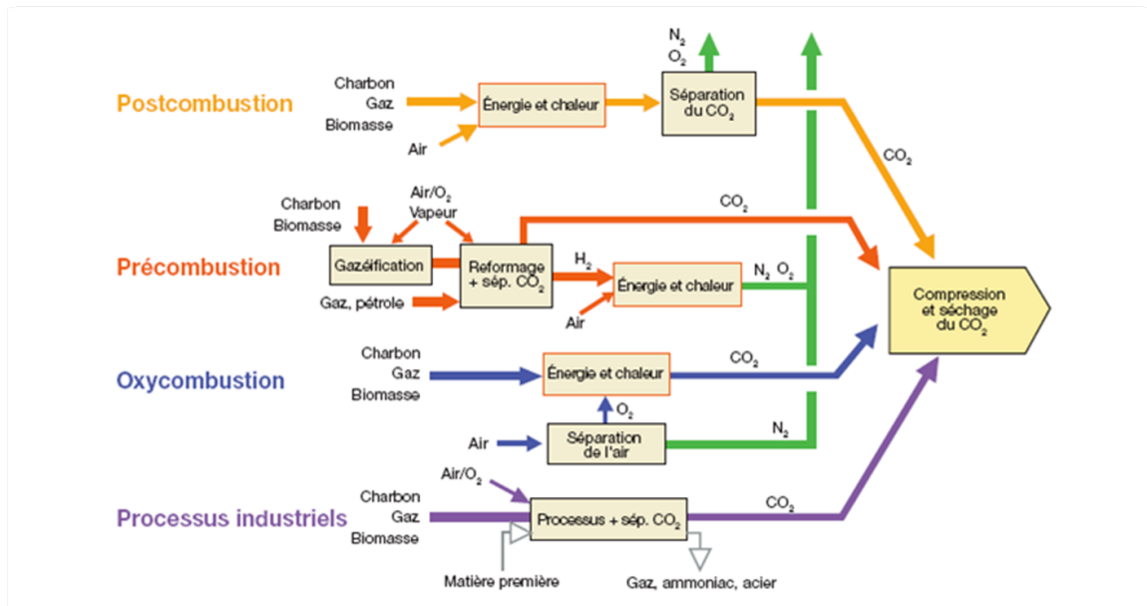 N₂
O₂
Postcombustion
Charbon
Gaz
Biomasse
Air
Énergie et chaleur
Séparation
du CO₂
CO₂
Précombustion
Charbon
Biomasse
Air/O₂
Vapeur
Gazéification
Gaz, pétrole
Reformage
+ sép. CO₂
H₂
Air
Énergie et chaleur
N₂ O₂
CO₂
Compression
et séchage
du CO₂
Oxycombustion
Charbon
Gaz
Biomasse
Énergie et chaleur
CO₂
O₂
Air
Séparation
de l'air
N₂
Processus industriels
Air/O₂
Charbon
Gaz
Biomasse
Processus + sép. CO₂
CO₂
Matière première
Gaz, ammoniac, acier